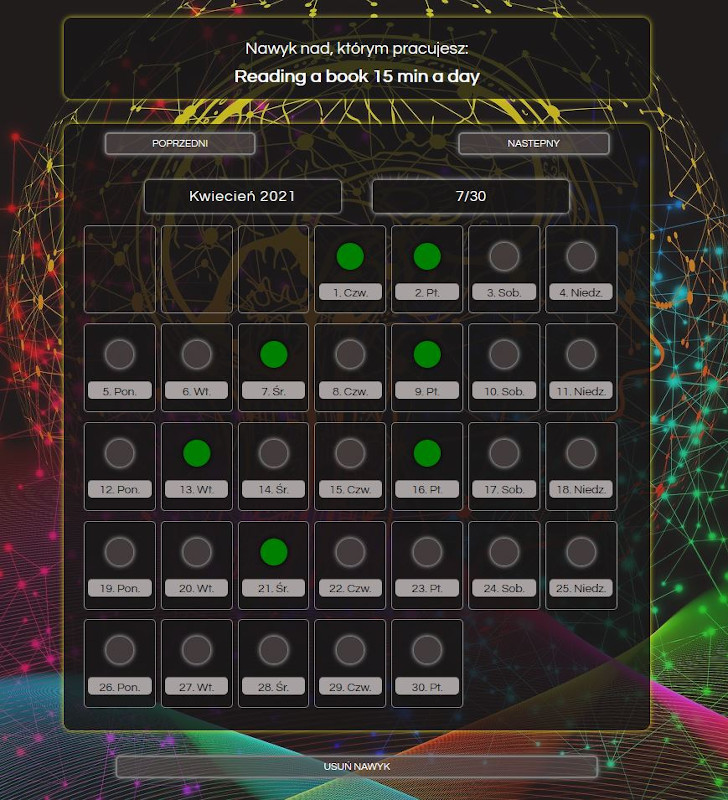 Nawyk nad, którym pracujesz:
Reading a book 15 min a day
POPRZEDNI
NASTEPNY
Kwiecień 2021
7/30
1. Czw.
2. Pt.
3. Sob.
4. Niedz.
5. Pon.
6. Wt.
7. Śr.
8. Czw.
9. Pt.
10. Sob.
11. Niedz.
12. Pon.
13. Wt.
14. Śr.
15. Czw.
16. Pt.
17. Sob.
18. Niedz.
19. Pon.
20. Wt.
21. Śr.
22. Czw.
23. Pt.
24. Sob.
25. Niedz.
26. Pon.
27. Wt.
28. Śr.
29. Czw.
30. Pt.
USUŃ NAWYK